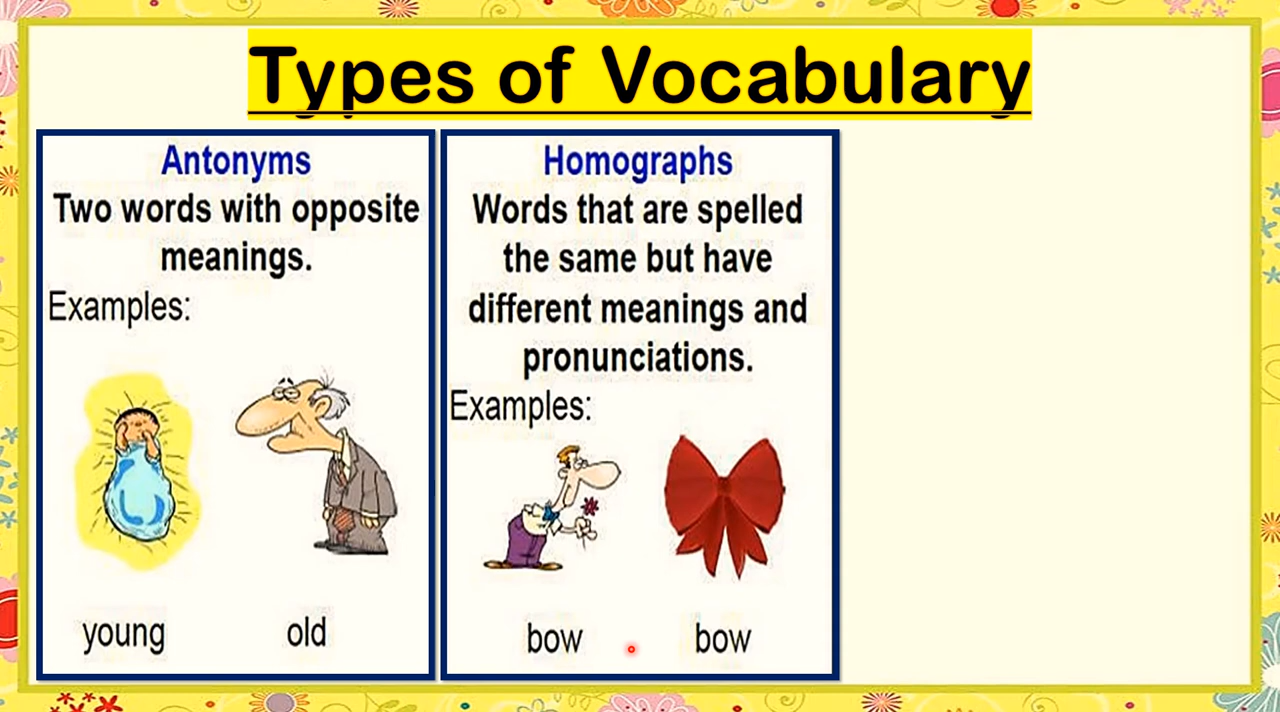 Types of Vocabulary
Antonyms
Two words with opposite
meanings.
Examples:
young old
Homographs
Words that are spelled
the same but have
different meanings and
pronunciations.
Examples:
bow bow